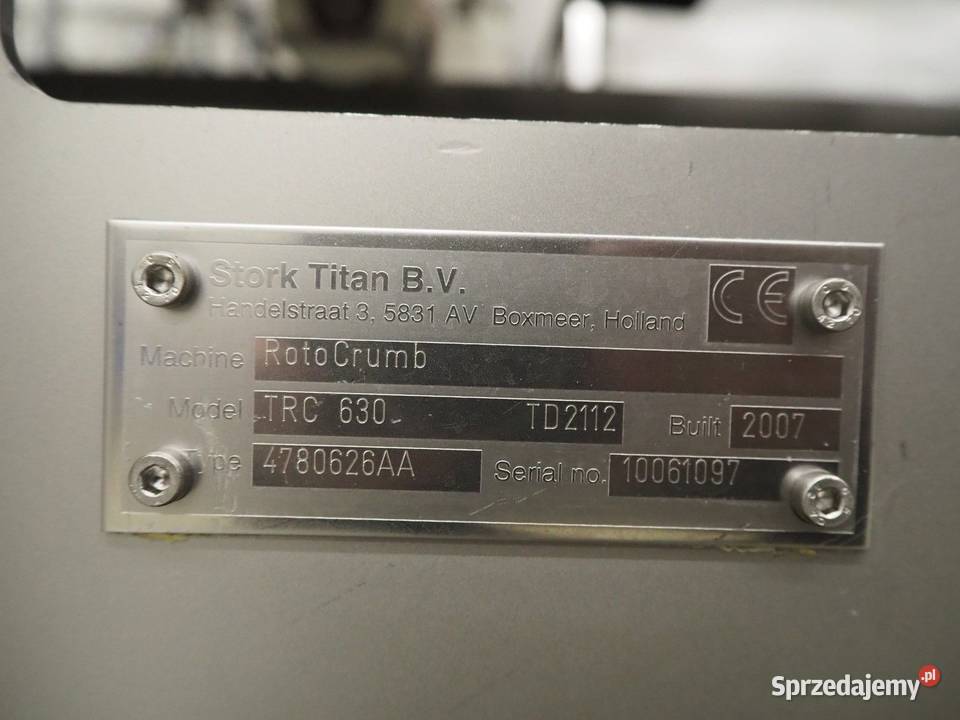 Stork Titan B.V.
Handelstraat 3, 5831 AV Boxmeer, Holland
CE
Machine RotoCrumb
Model TRC 630 TD2112 Built 2007
Type 4780626AA Serial no. 10061097
Sprzedajemy.pl